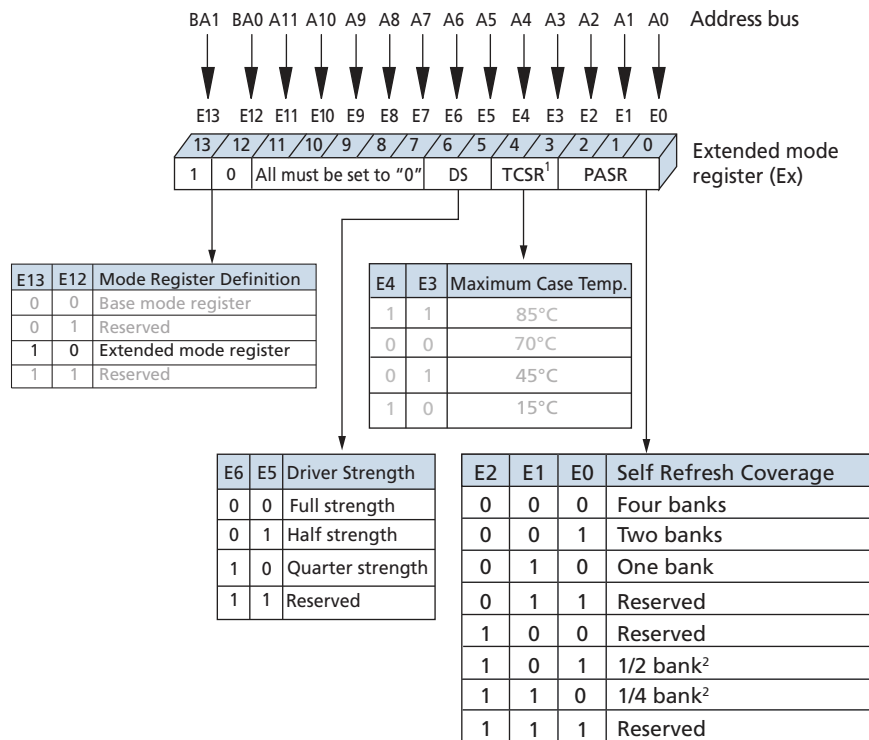 BA1 BA0 A11 A10 A9 A8 A7 A6 A5 A4 A3 A2 A1 A0 Address bus
E13 E12 E11 E10 E9 E8 E7 E6 E5 E4 E3 E2 E1 E0
13 12 11 10 9 8 7 6 5 4 3 2 1 0
Extended mode
register (Ex)
1 0 All must be set to "0" DS TCSR¹ PASR
E13 E12 Mode Register Definition
0 0 Base mode register
0 1 Reserved
1 0 Extended mode register
1 1 Reserved
E4 E3 Maximum Case Temp.
1 1 85°C
0 0 70°C
0 1 45°C
1 0 15°C
E6 E5 Driver Strength
0 0 Full strength
0 1 Half strength
1 0 Quarter strength
1 1 Reserved
E2 E1 E0 Self Refresh Coverage
0 0 0 Four banks
0 0 1 Two banks
0 1 0 One bank
0 1 1 Reserved
1 0 0 Reserved
1 0 1 1/2 bank²
1 1 0 1/4 bank²
1 1 1 Reserved